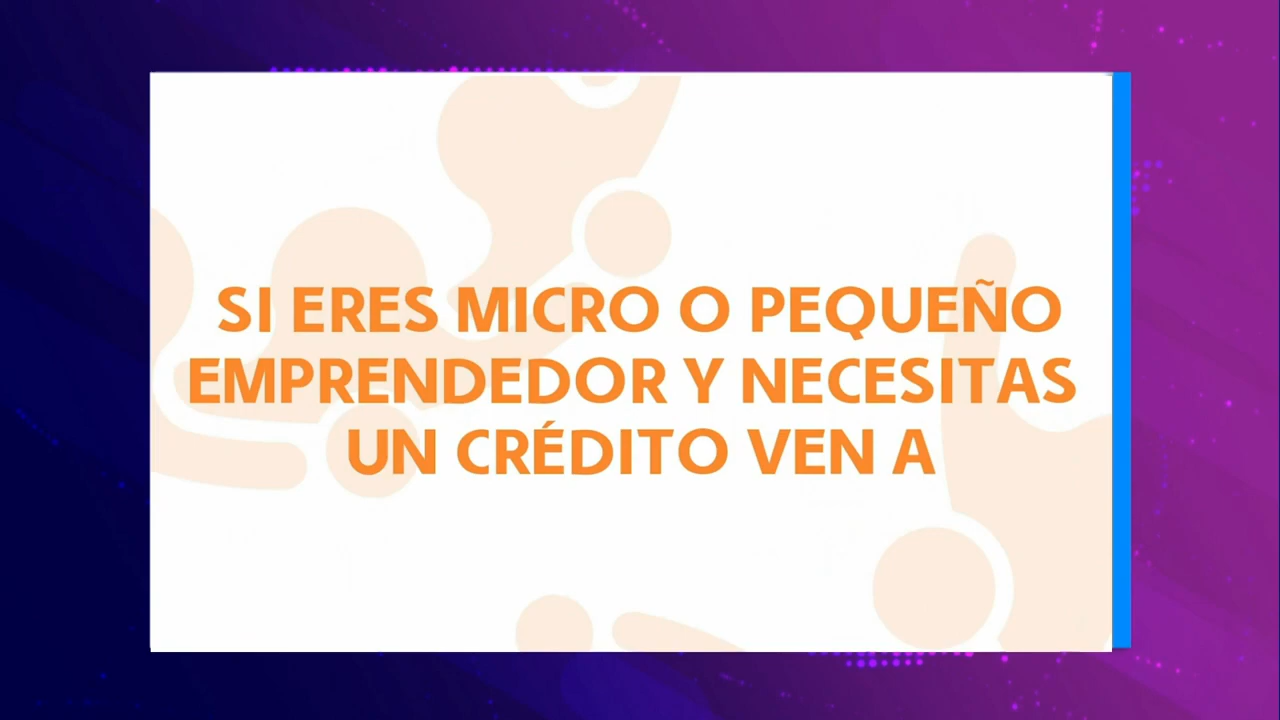 SI ERES MICRO O PEQUEÑO
EMPRENDEDOR Y NECESITAS
UN CRÉDITO VEN A